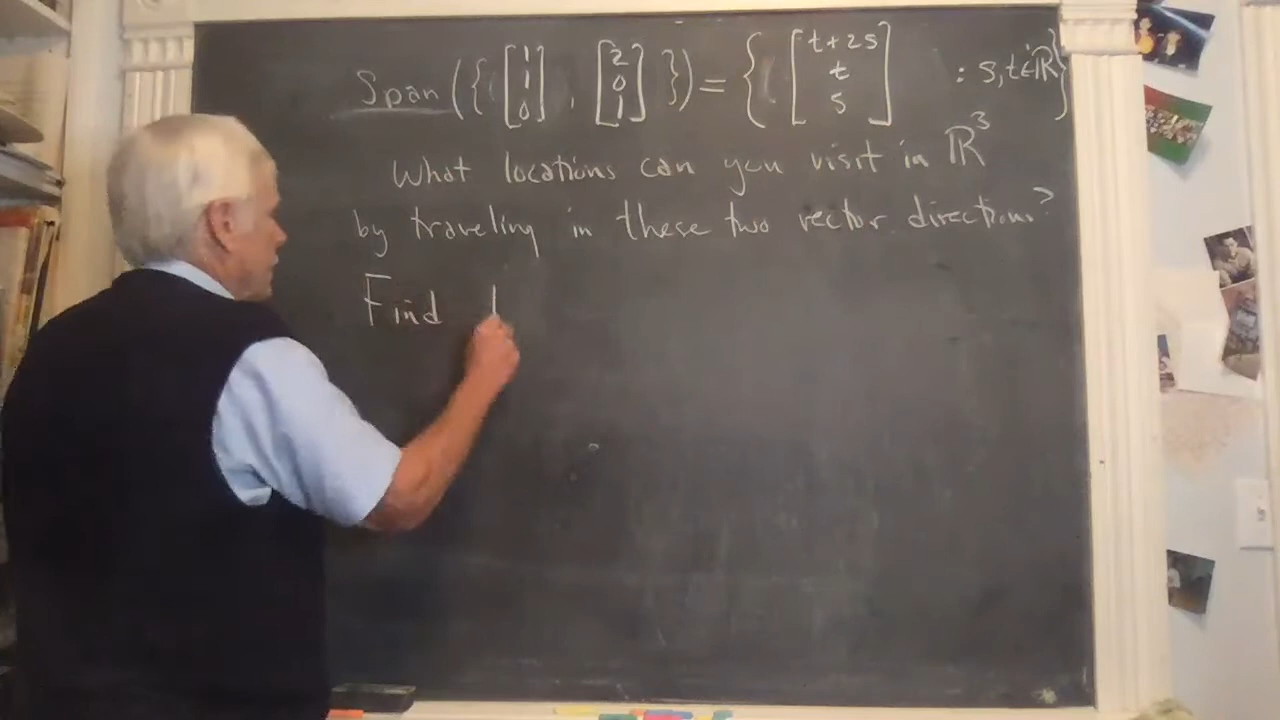 Span ({ [1 1 0] , [2 0 1] }) = { [t+2s t s] : s,t∈ℝ}
What locations can you visit in ℝ³
by traveling in these two vector directions?
Find